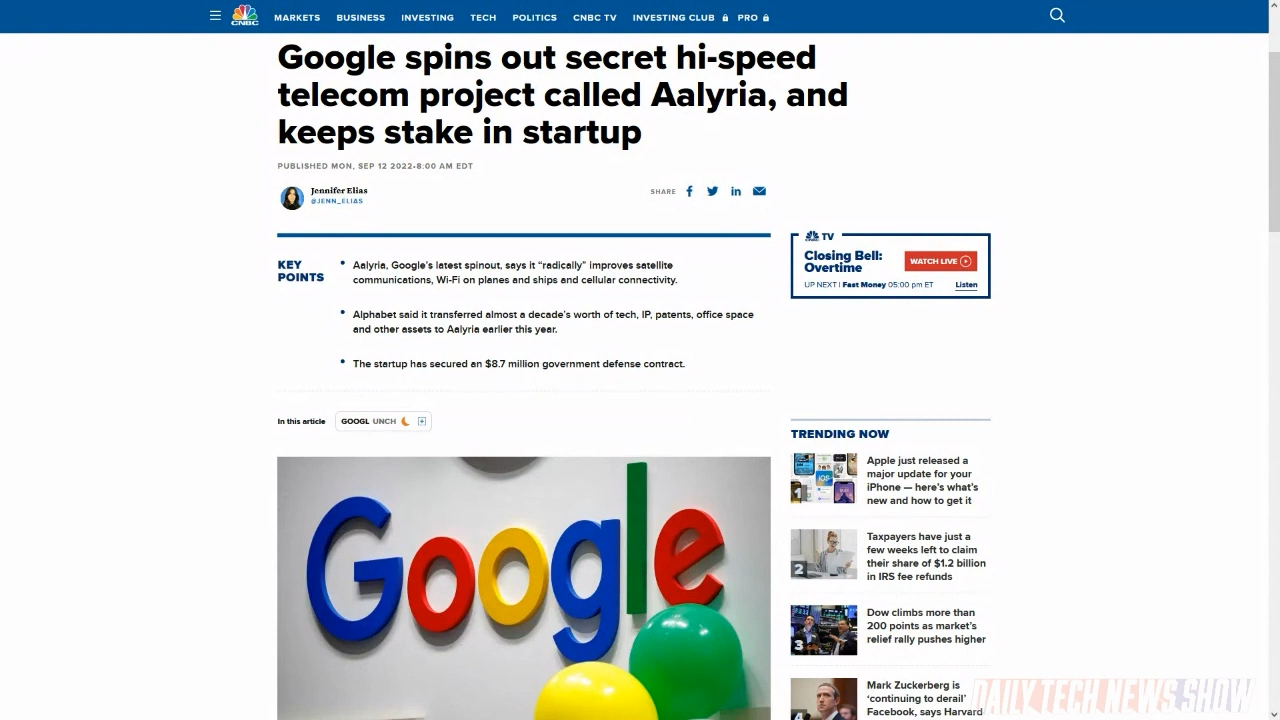 CNBC
MARKETS BUSINESS INVESTING TECH POLITICS CNBC TV INVESTING CLUB PRO
Google spins out secret hi-speed
telecom project called Aalyria, and
keeps stake in startup
PUBLISHED MON, SEP 12 2022•8:00 AM EDT
Jennifer Elias
@JENN_ELIAS
SHARE
KEY
POINTS
• Aalyria, Google’s latest spinout, says it “radically” improves satellite
communications, Wi-Fi on planes and ships and cellular connectivity.
• Alphabet said it transferred almost a decade’s worth of tech, IP, patents, office space
and other assets to Aalyria earlier this year.
• The startup has secured an $8.7 million government defense contract.
In this article
GOOGL UNCH
Google
TV
Closing Bell:
Overtime
WATCH LIVE
UP NEXT | Fast Money 05:00 pm ET
Listen
TRENDING NOW
1
Apple just released a
major update for your
iPhone — here’s what’s
new and how to get it
2
Taxpayers have just a
few weeks left to claim
their share of $1.2 billion
in IRS fee refunds
3
Dow climbs more than
200 points as market’s
relief rally pushes higher
Mark Zuckerberg is
‘continuing to derail’
Facebook, says Harvard
DAILY TECH NEWS SHOW